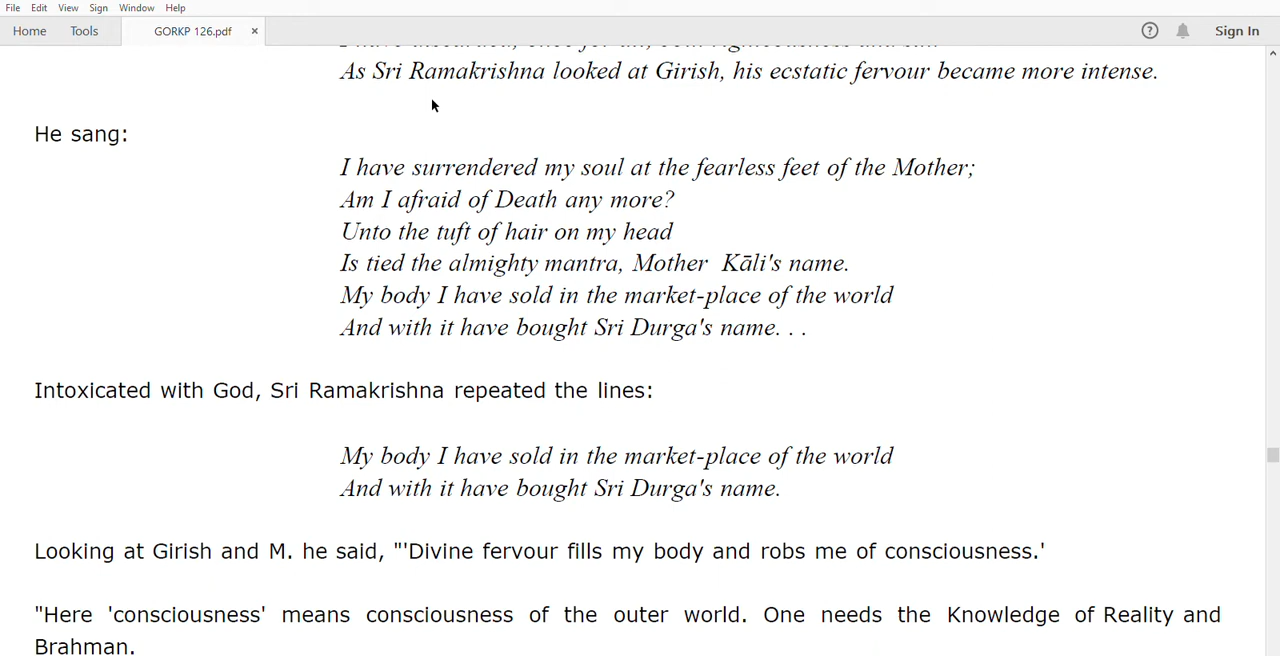 File Edit View Sign Window Help
Home Tools GORKP 126.pdf × ? Sign In
As Sri Ramakrishna looked at Girish, his ecstatic fervour became more intense.
He sang:
I have surrendered my soul at the fearless feet of the Mother;
Am I afraid of Death any more?
Unto the tuft of hair on my head
Is tied the almighty mantra, Mother Kāli's name.
My body I have sold in the market-place of the world
And with it have bought Sri Durga's name. . .
Intoxicated with God, Sri Ramakrishna repeated the lines:
My body I have sold in the market-place of the world
And with it have bought Sri Durga's name.
Looking at Girish and M. he said, "'Divine fervour fills my body and robs me of consciousness.'
"Here 'consciousness' means consciousness of the outer world. One needs the Knowledge of Reality and
Brahman.